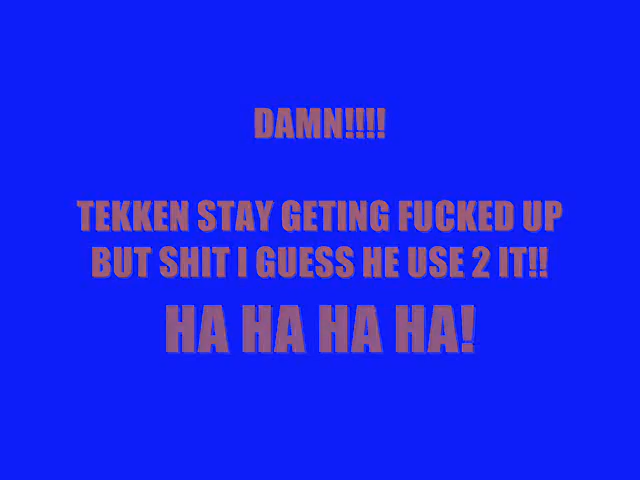 DAMN!!!!
TEKKEN STAY GETING FUCKED UP
BUT SHIT I GUESS HE USE 2 IT!!
HA HA HA HA!